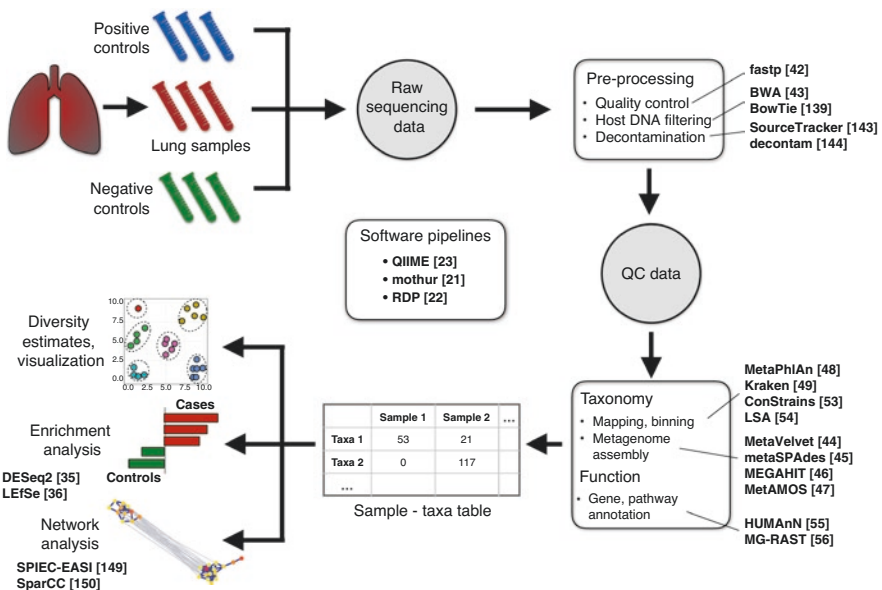 Positive
controls
Lung samples
Negative
controls
Raw
sequencing
data
Pre-processing
• Quality control
• Host DNA filtering
• Decontamination
fastp [42]
BWA [43]
BowTie [139]
SourceTracker [143]
decontam [144]
QC data
Software pipelines
• QIIME [23]
• mothur [21]
• RDP [22]
Taxonomy
• Mapping, binning
• Metagenome
assembly
Function
• Gene, pathway
annotation
MetaPhlAn [48]
Kraken [49]
ConStrains [53]
LSA [54]
MetaVelvet [44]
metaSPAdes [45]
MEGAHIT [46]
MetAMOS [47]
HUMAnN [55]
MG-RAST [56]
Sample 1 Sample 2 ...
Taxa 1 53 21
Taxa 2 0 117
...
Sample - taxa table
Diversity
estimates,
visualization
10.0
7.5
5.0
2.5
0.0
0.0 2.5 5.0 7.5 10.0
Enrichment
analysis
Cases
Controls
DESeq2 [35]
LEfSe [36]
Network
analysis
SPIEC-EASI [149]
SparCC [150]